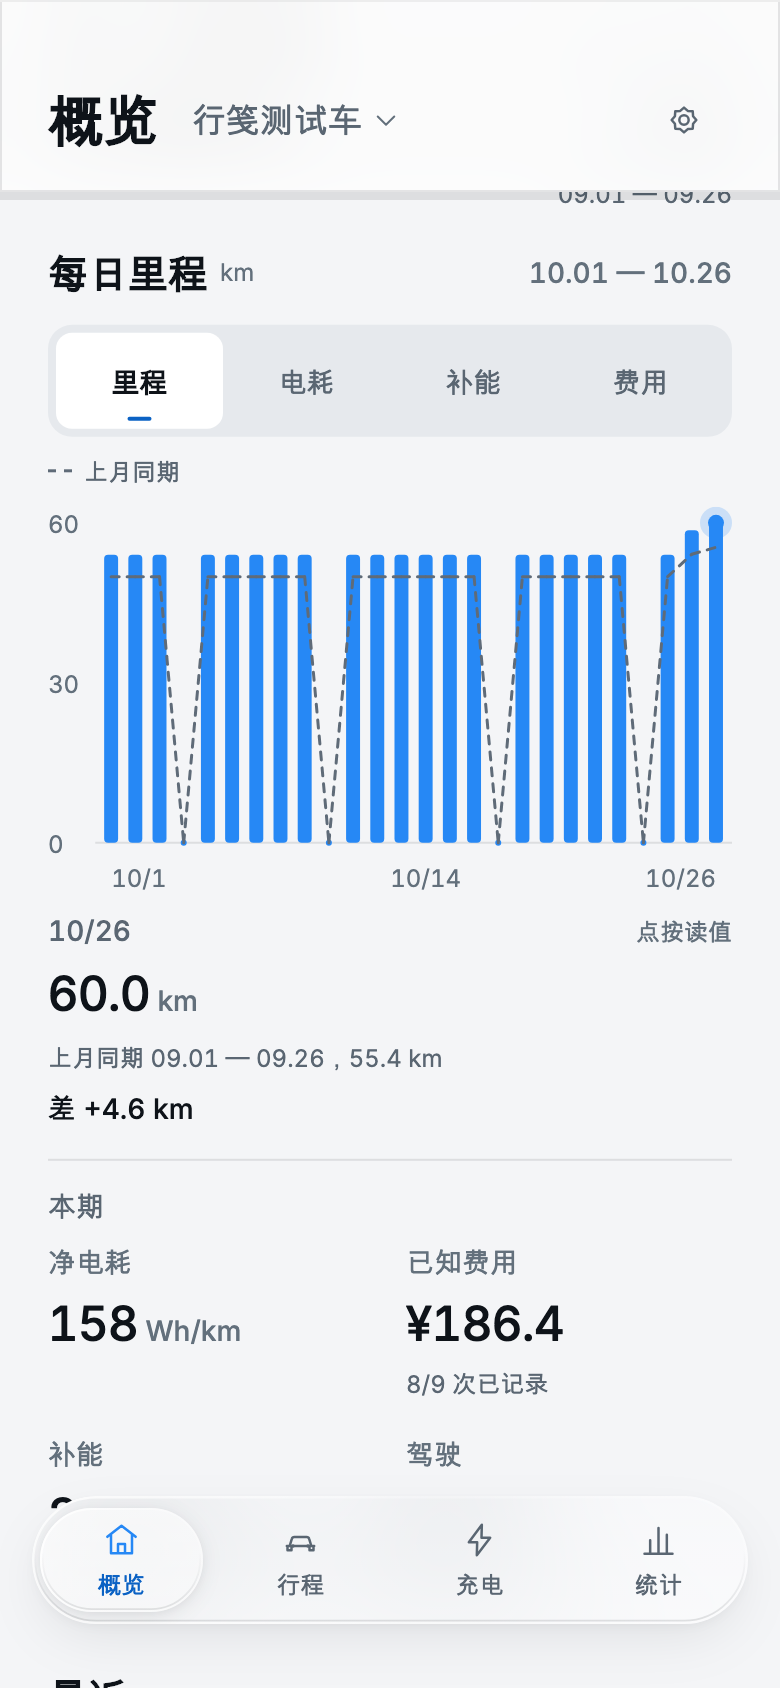 概览 行笺测试车
09.01 — 09.26
每日里程 km 10.01 — 10.26
里程 电耗 补能 费用
上月同期
60
30
0
10/1 10/14 10/26
10/26 点按读值
60.0 km
上月同期 09.01 — 09.26，55.4 km
差 +4.6 km
本期
净电耗 已知费用
158 Wh/km ¥186.4
8/9 次已记录
补能 驾驶
概览 行程 充电 统计